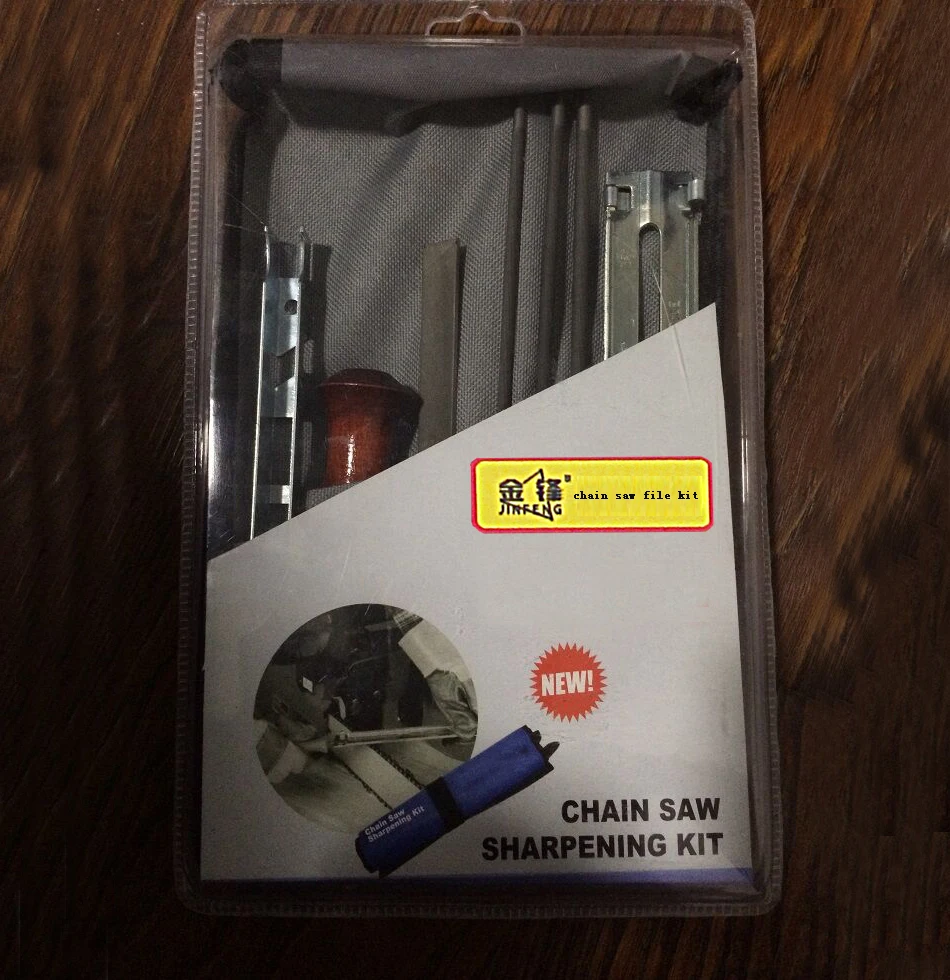 金锋
JINFENG
chain saw file kit
NEW!
Chain Saw
Sharpening Kit
CHAIN SAW
SHARPENING KIT